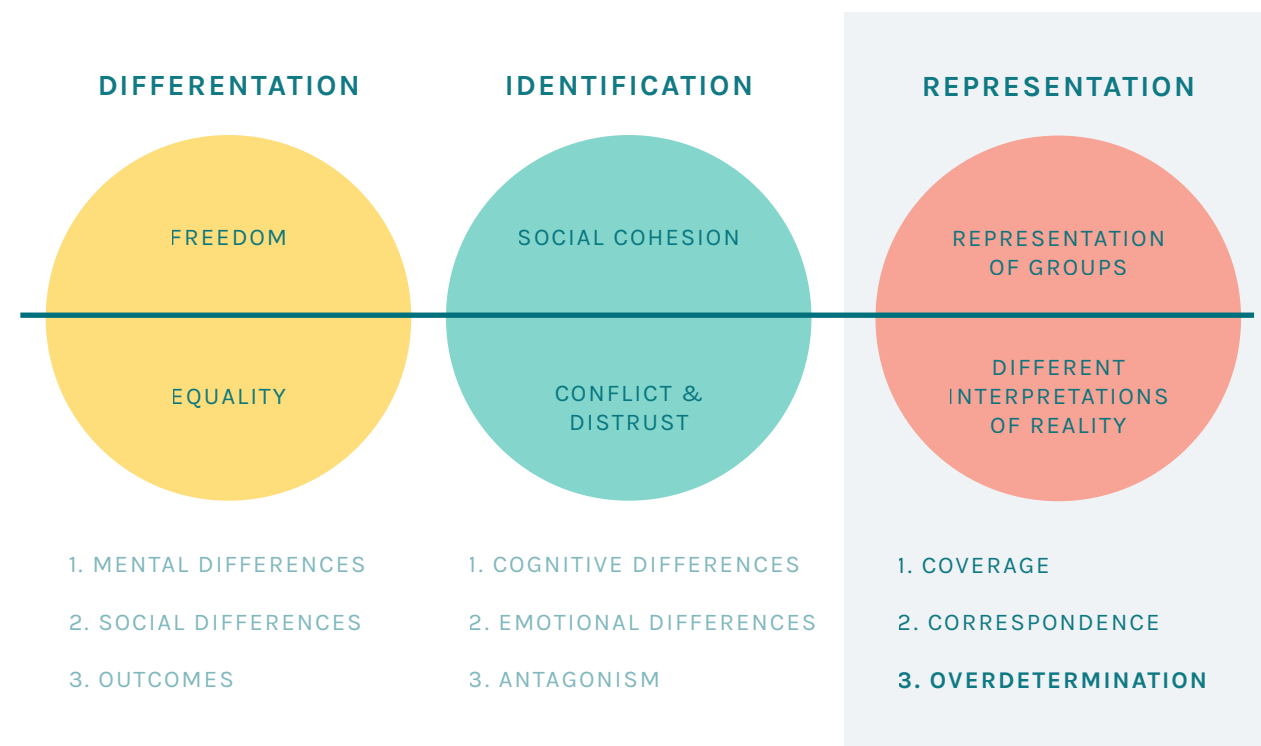 DIFFERENTATION
FREEDOM
EQUALITY
1. MENTAL DIFFERENCES
2. SOCIAL DIFFERENCES
3. OUTCOMES
IDENTIFICATION
SOCIAL COHESION
CONFLICT &
DISTRUST
1. COGNITIVE DIFFERENCES
2. EMOTIONAL DIFFERENCES
3. ANTAGONISM
REPRESENTATION
REPRESENTATION
OF GROUPS
DIFFERENT
INTERPRETATIONS
OF REALITY
1. COVERAGE
2. CORRESPONDENCE
3. OVERDETERMINATION